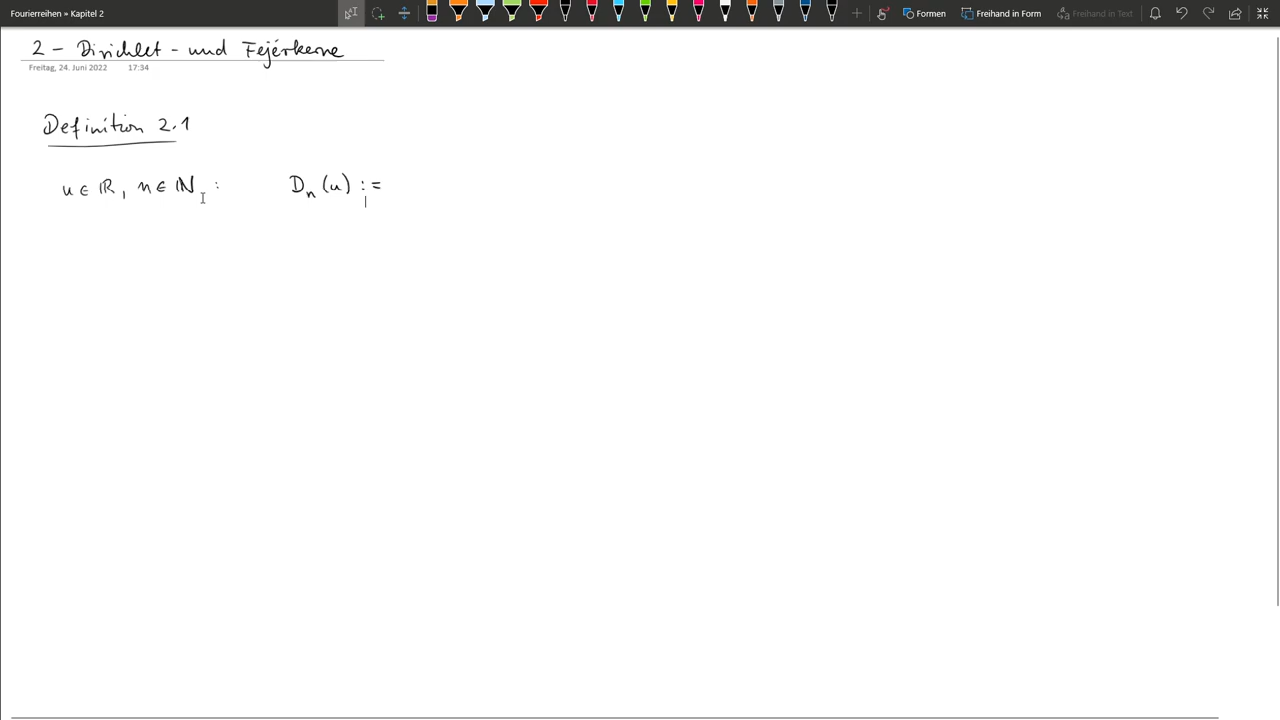 Fourierreihen » Kapitel 2
Formen
Freihand in Form
Freihand in Text
2 - Dirichlet - und Fejérkerne
Freitag, 24. Juni 2022 17:34
Definition 2.1
u ∈ ℝ, n ∈ ℕ : Dₙ(u) :=